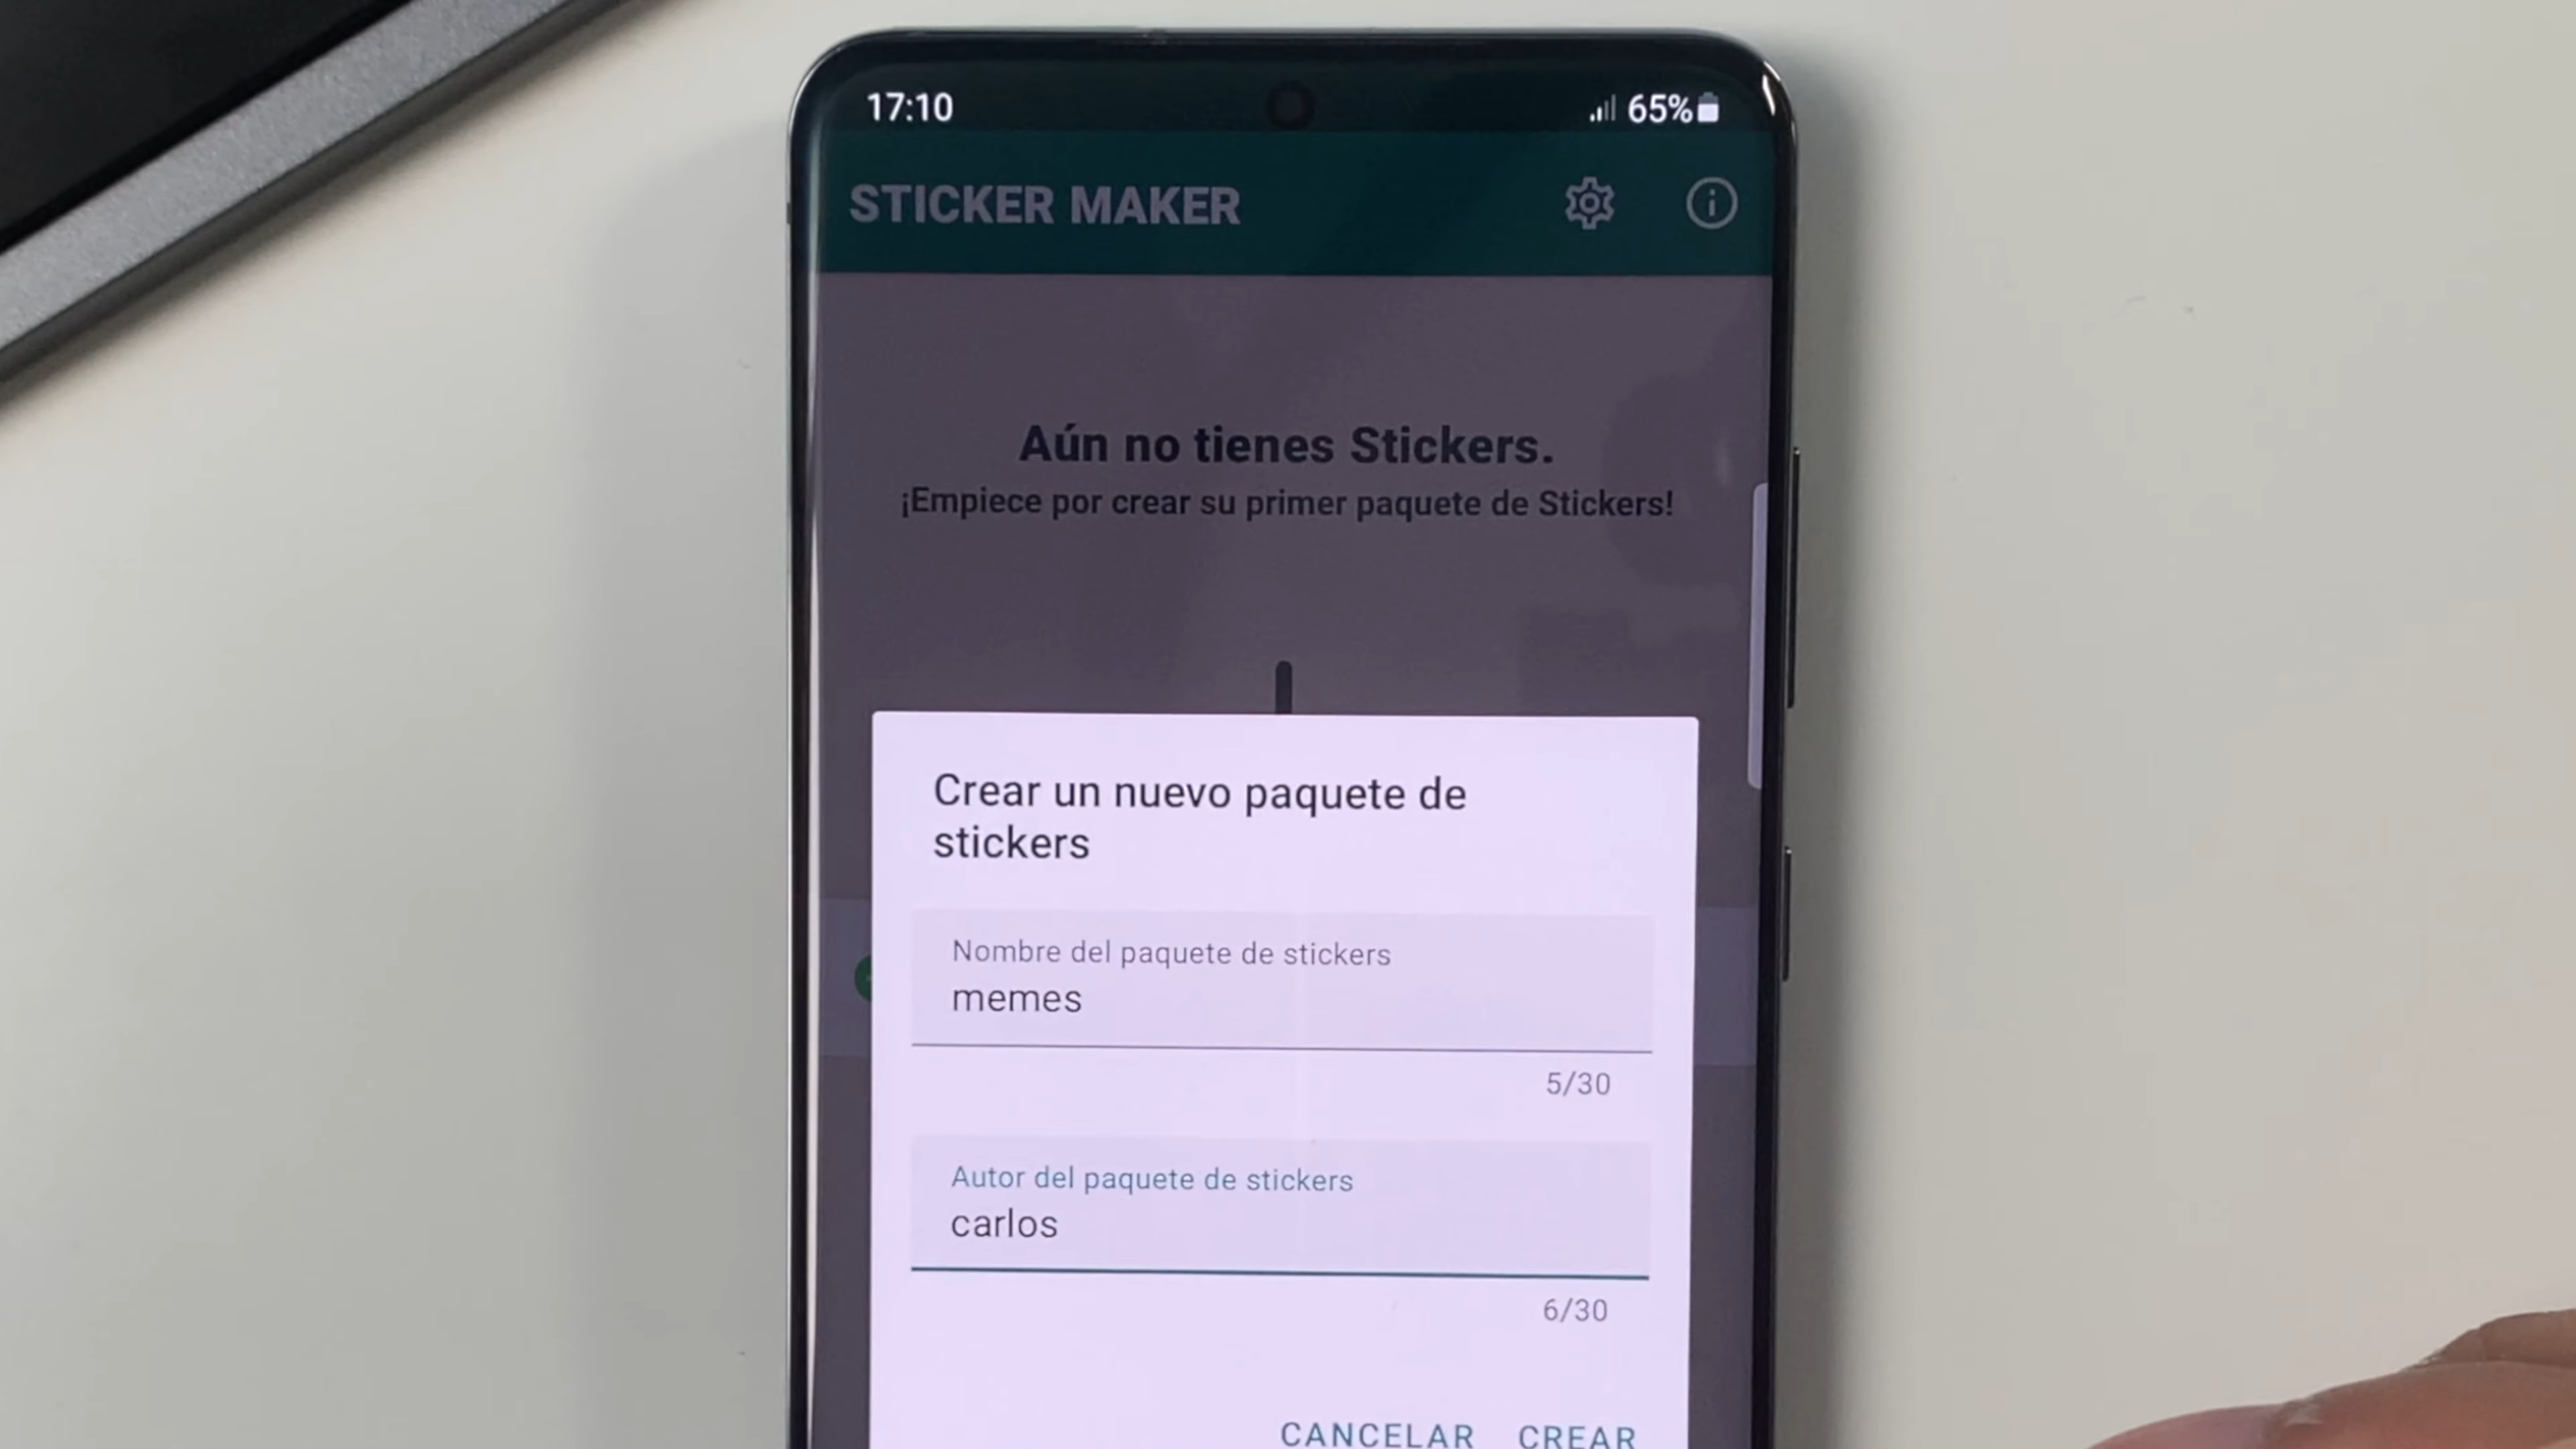 17:10 65%
STICKER MAKER
Aún no tienes Stickers.
¡Empiece por crear su primer paquete de Stickers!
Crear un nuevo paquete de
stickers
Nombre del paquete de stickers
memes
5/30
Autor del paquete de stickers
carlos
6/30
CANCELAR CREAR